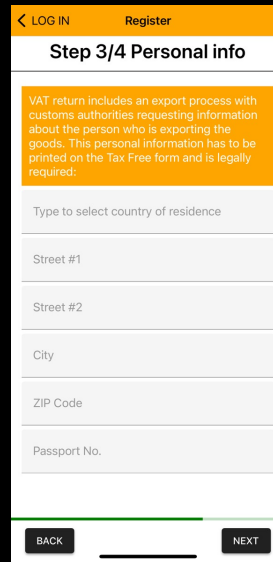 LOG IN Register
Step 3/4 Personal info
VAT return includes an export process with
customs authorities requesting information
about the person who is exporting the
goods. This personal information has to be
printed on the Tax Free form and is legally
required:
Type to select country of residence
Street #1
Street #2
City
ZIP Code
Passport No.
BACK NEXT